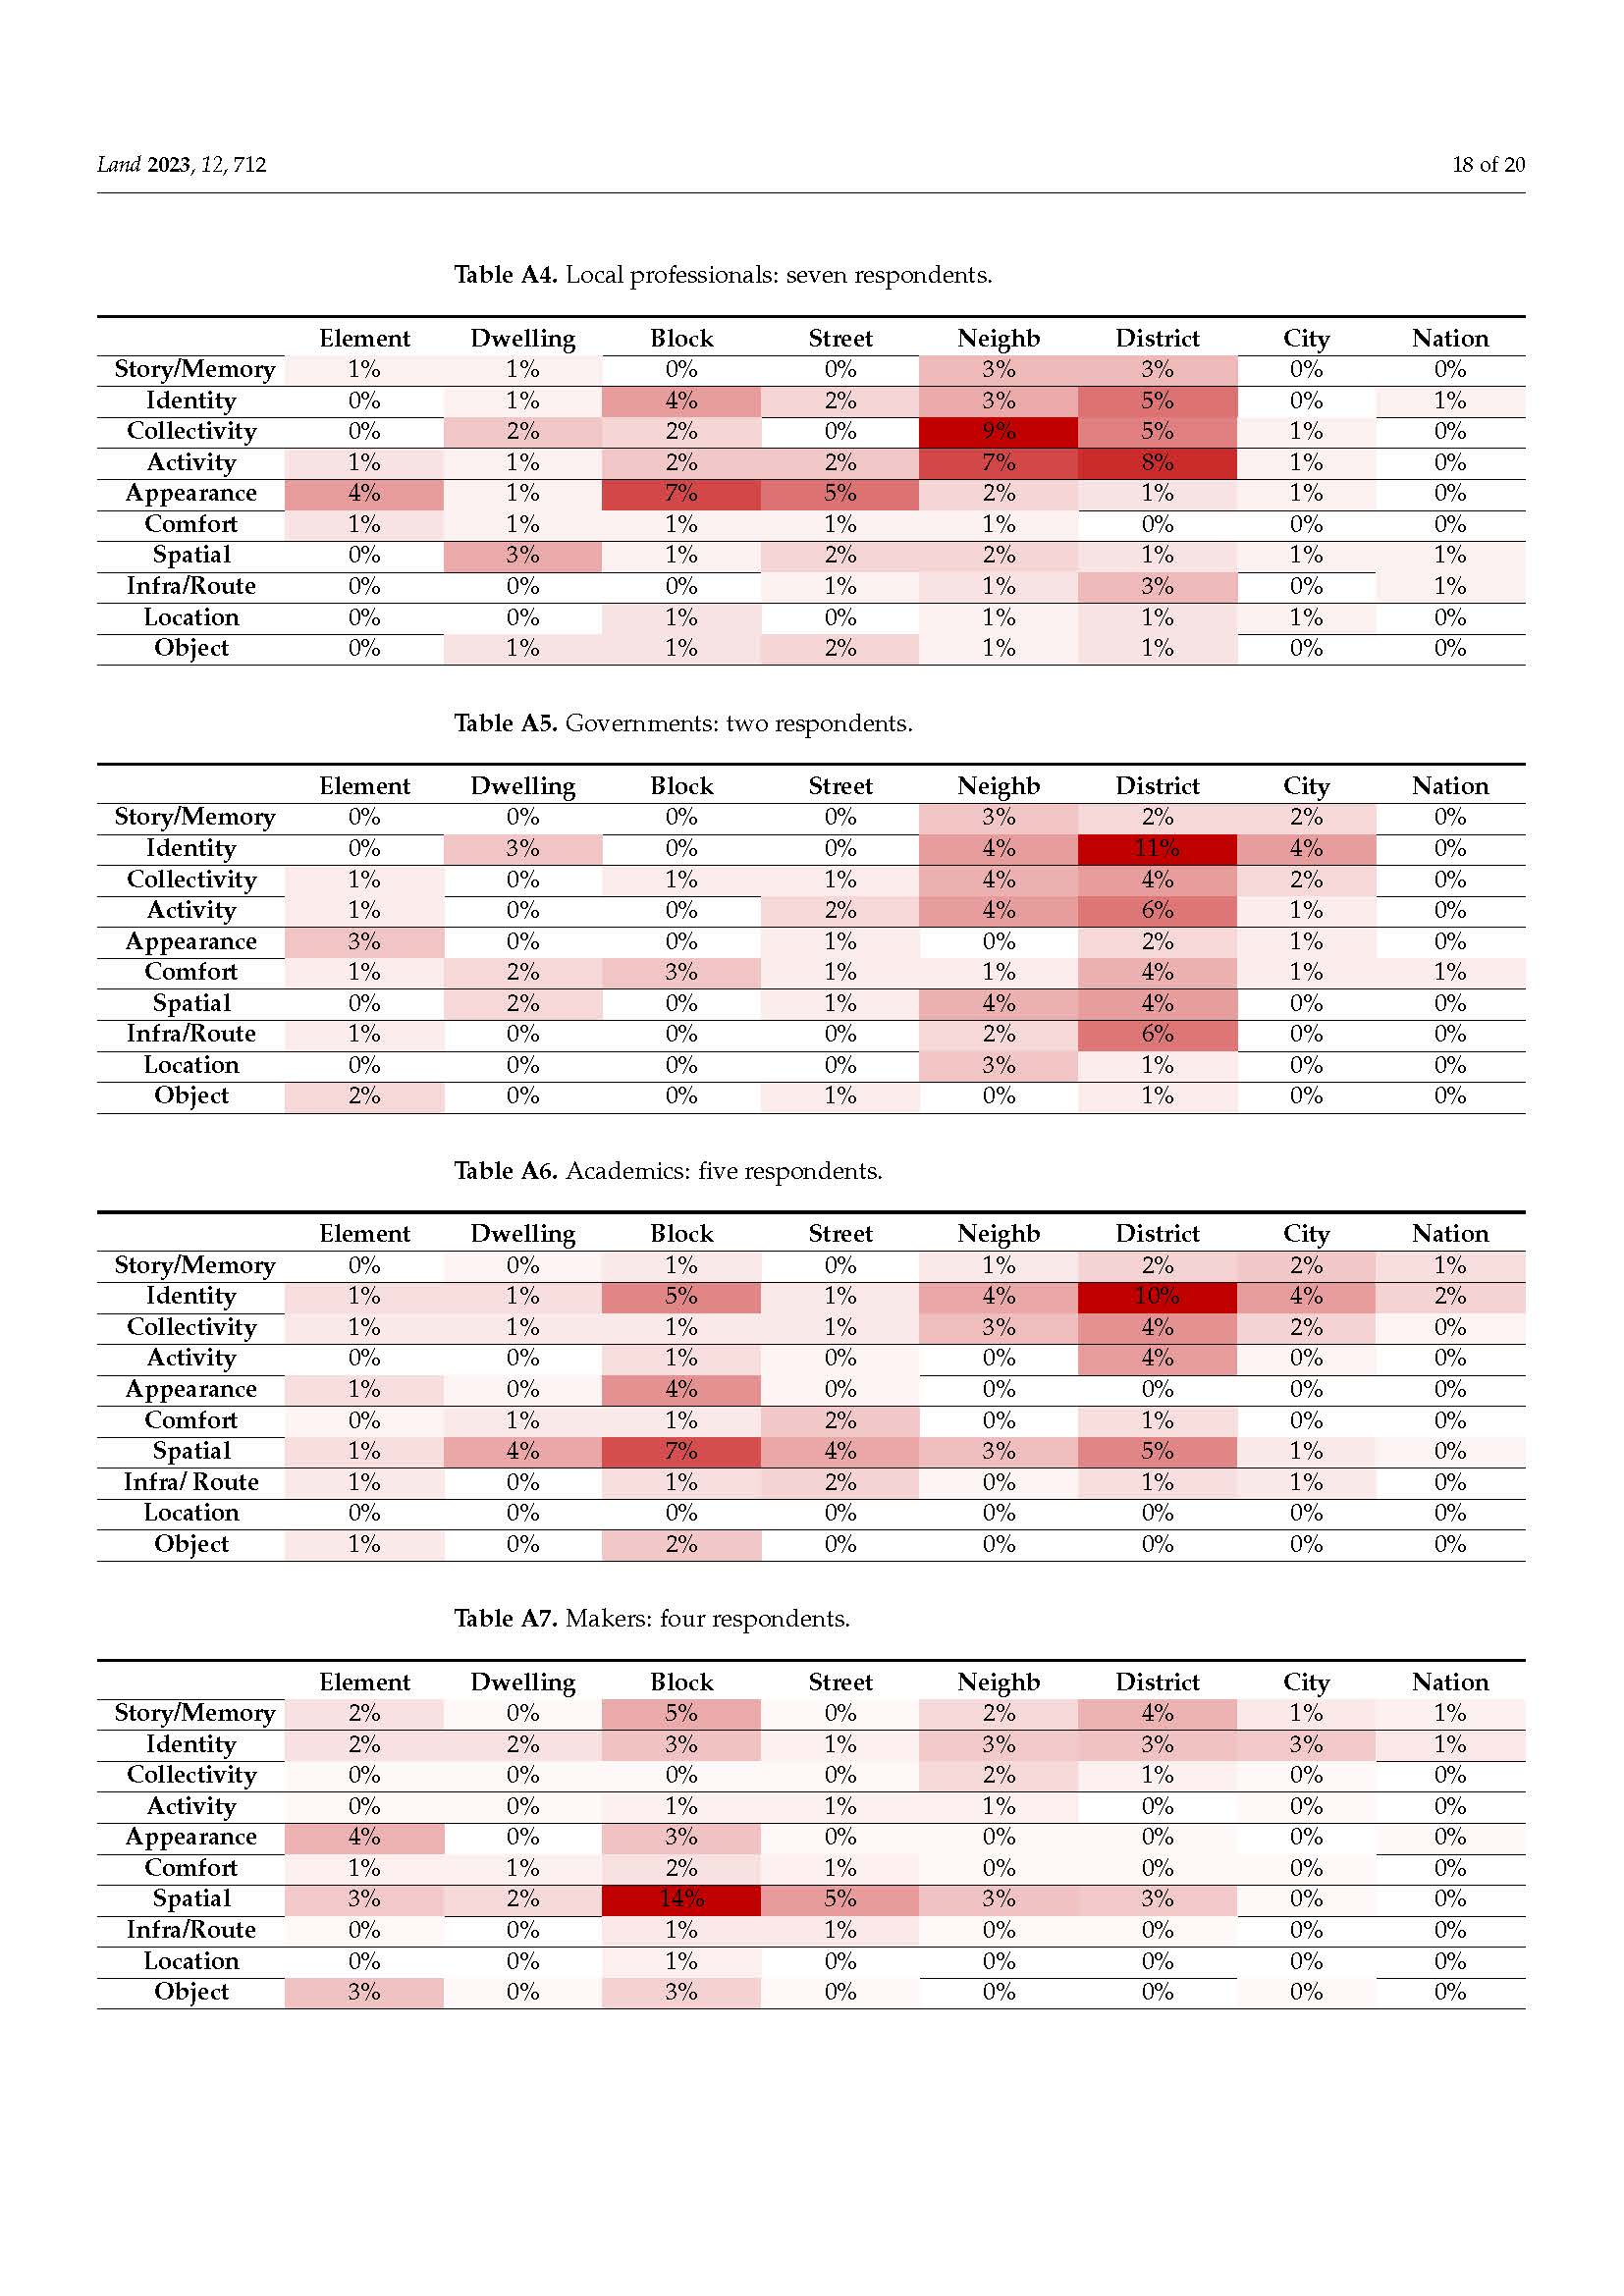 Land 2023, 12, 712 18 of 20
Table A4. Local professionals: seven respondents.
Element Dwelling Block Street Neighb District City Nation
Story/Memory 1% 1% 0% 0% 3% 3% 0% 0%
Identity 0% 1% 4% 2% 3% 5% 0% 1%
Collectivity 0% 2% 2% 0% 9% 5% 1% 0%
Activity 1% 1% 2% 2% 7% 8% 1% 0%
Appearance 4% 1% 7% 5% 2% 1% 1% 0%
Comfort 1% 1% 1% 1% 1% 0% 0% 0%
Spatial 0% 3% 1% 2% 2% 1% 1% 1%
Infra/Route 0% 0% 0% 1% 1% 3% 0% 1%
Location 0% 0% 1% 0% 1% 1% 1% 0%
Object 0% 1% 1% 2% 1% 1% 0% 0%
Table A5. Governments: two respondents.
Element Dwelling Block Street Neighb District City Nation
Story/Memory 0% 0% 0% 0% 3% 2% 2% 0%
Identity 0% 3% 0% 0% 4% 11% 4% 0%
Collectivity 1% 0% 1% 1% 4% 4% 2% 0%
Activity 1% 0% 0% 2% 4% 6% 1% 0%
Appearance 3% 0% 0% 1% 0% 2% 1% 0%
Comfort 1% 2% 3% 1% 1% 4% 1% 1%
Spatial 0% 2% 0% 1% 4% 4% 0% 0%
Infra/Route 1% 0% 0% 0% 2% 6% 0% 0%
Location 0% 0% 0% 0% 3% 1% 0% 0%
Object 2% 0% 0% 1% 0% 1% 0% 0%
Table A6. Academics: five respondents.
Element Dwelling Block Street Neighb District City Nation
Story/Memory 0% 0% 1% 0% 1% 2% 2% 1%
Identity 1% 1% 5% 1% 4% 10% 4% 2%
Collectivity 1% 1% 1% 1% 3% 4% 2% 0%
Activity 0% 0% 1% 0% 0% 4% 0% 0%
Appearance 1% 0% 4% 0% 0% 0% 0% 0%
Comfort 0% 1% 1% 2% 0% 1% 0% 0%
Spatial 1% 4% 7% 4% 3% 5% 1% 0%
Infra/ Route 1% 0% 1% 2% 0% 1% 1% 0%
Location 0% 0% 0% 0% 0% 0% 0% 0%
Object 1% 0% 2% 0% 0% 0% 0% 0%
Table A7. Makers: four respondents.
Element Dwelling Block Street Neighb District City Nation
Story/Memory 2% 0% 5% 0% 2% 4% 1% 1%
Identity 2% 2% 3% 1% 3% 3% 3% 1%
Collectivity 0% 0% 0% 0% 2% 1% 0% 0%
Activity 0% 0% 1% 1% 1% 0% 0% 0%
Appearance 4% 0% 3% 0% 0% 0% 0% 0%
Comfort 1% 1% 2% 1% 0% 0% 0% 0%
Spatial 3% 2% 14% 5% 3% 3% 0% 0%
Infra/Route 0% 0% 1% 1% 0% 0% 0% 0%
Location 0% 0% 1% 0% 0% 0% 0% 0%
Object 3% 0% 3% 0% 0% 0% 0% 0%